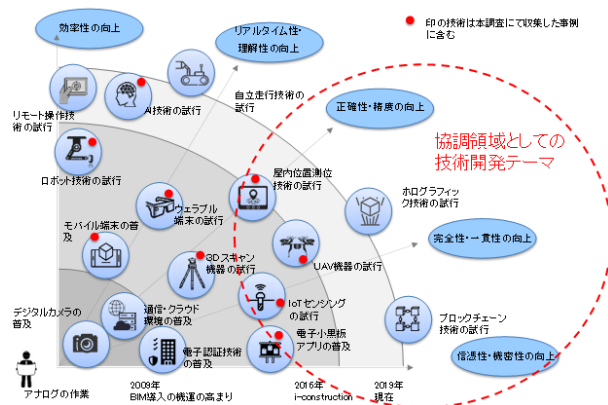 効率性の向上
リアルタイム性・
理解性の向上
印の技術は本調査にて収集した事例
に含む
自立走行技術の
試行
リモート操作技
術の試行
AI技術の試行
正確性・精度の向上
協調領域としての
技術開発テーマ
ロボット技術の試行
屋内位置測位
技術の試行
ホログラフィッ
ク技術の試行
モバイル端末の普
及
ウェラブル
端末の試行
完全性・一貫性の向上
3Dスキャン
機器の試行
UAV機器の試行
デジタルカメラ
の普及
通信・クラウド
環境の普及
IoTセンシング
の試行
ブロックチェーン
技術の試行
電子認証技術
の普及
電子小黒板
アプリの普及
信憑性・機密性の向上
アナログの作業
2009年
BIM導入の機運の高まり
2016年
i-construction
2019年
現在